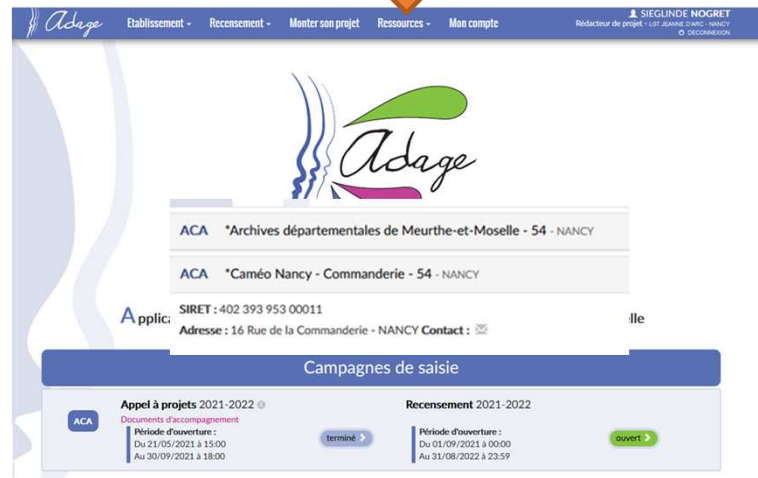 Adage Etablissement Recensement Monter son projet Ressources Mon compte
SIEGLINDE NOGRET
Rédacteur de projet - LGT JEANNE D'ARC - NANCY
DECONNEXION
adage
ACA *Archives départementales de Meurthe-et-Moselle - 54 - NANCY
ACA *Caméo Nancy - Commanderie - 54 - NANCY
SIRET : 402 393 953 00011
Adresse : 16 Rue de la Commanderie - NANCY Contact :
Applic lle
Campagnes de saisie
ACA
Appel à projets 2021-2022
Documents d'accompagnement
Période d'ouverture :
Du 21/05/2021 à 15:00
Au 30/09/2021 à 18:00
terminé
Recensement 2021-2022
Période d'ouverture :
Du 01/09/2021 à 00:00
Au 31/08/2022 à 23:59
ouvert